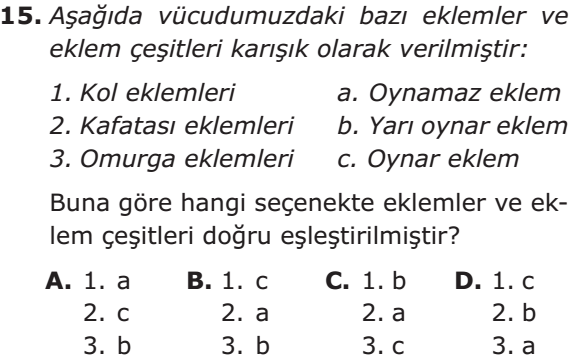 15. Aşağıda vücudumuzdaki bazı eklemler ve
eklem çeşitleri karışık olarak verilmiştir:
1. Kol eklemleri a. Oynamaz eklem
2. Kafatası eklemleri b. Yarı oynar eklem
3. Omurga eklemleri c. Oynar eklem
Buna göre hangi seçenekte eklemler ve ek-
lem çeşitleri doğru eşleştirilmiştir?
A. 1. a B. 1. c C. 1. b D. 1. c
2. c 2. a 2. a 2. b
3. b 3. b 3. c 3. a